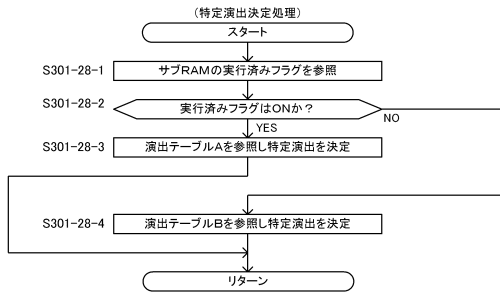 (特定演出決定処理)
スタート
S301-28-1 サブRAMの実行済みフラグを参照
S301-28-2 実行済みフラグはONか?
NO
YES
S301-28-3 演出テーブルAを参照し特定演出を決定
S301-28-4 演出テーブルBを参照し特定演出を決定
リターン